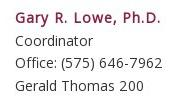 Gary R. Lowe, Ph.D.
Coordinator
Office: (575) 646-7962
Gerald Thomas 200